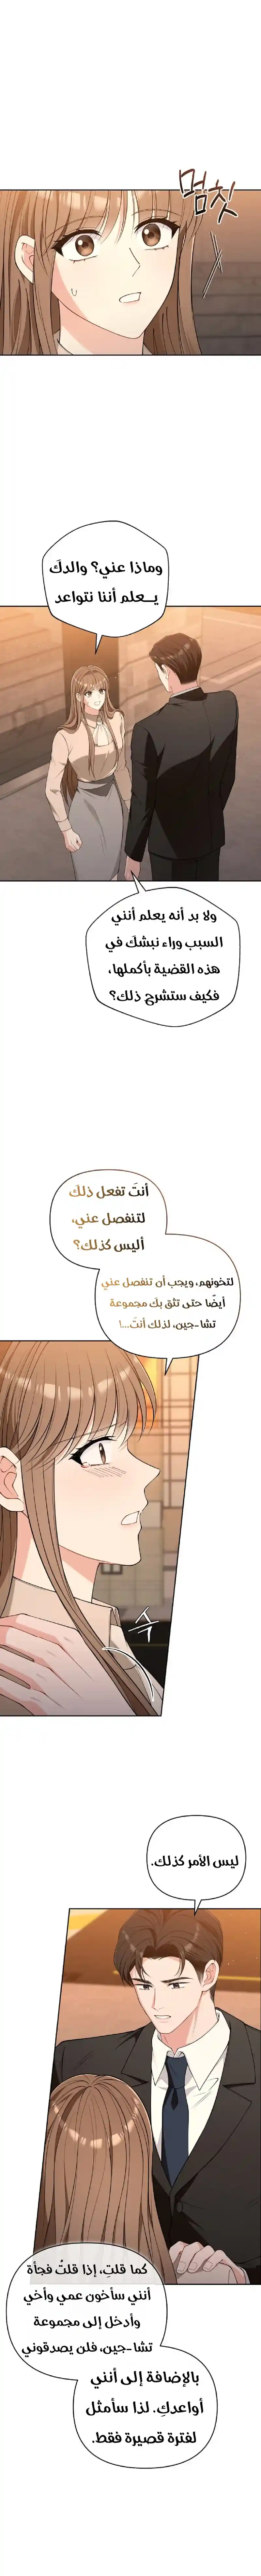 멈칫
وماذا عني؟ والدكَ
يــعلم أننا نتواعد
ولا بد أنه يعلم أنني
السبب وراء نبشكَ في
هذه القضية بأكملها،
فكيف ستشرح ذلك؟
أنتَ تفعل ذلكَ
لتنفصل عني،
أليس كذلك؟
لتخونهم، ويجب أن تنفصل عني
أيضًا حتى تثق بكَ مجموعة
تشا-جين، لذلك أنتَ...!
슥
ليس الأمر كذلك.
كما قلتِ، إذا قلتُ فجأة
أنني سأخون عمي وأخي
وأدخل إلى مجموعة
تشا-جين، فلن يصدقوني
بالإضافة إلى أنني
أواعدكِ. لذا سأمثل
لفترة قصيرة فقط.